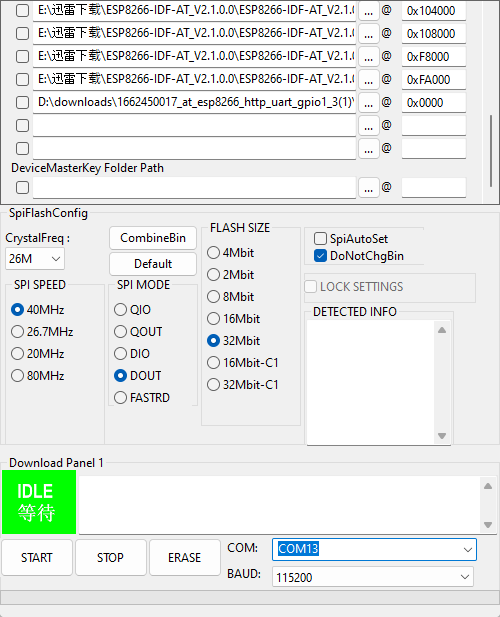 E:\迅雷下载\ESP8266-IDF-AT_V2.1.0.0\ESP8266-IDF-AT_V2.1. ... @ 0x104000
E:\迅雷下载\ESP8266-IDF-AT_V2.1.0.0\ESP8266-IDF-AT_V2.1. ... @ 0x108000
E:\迅雷下载\ESP8266-IDF-AT_V2.1.0.0\ESP8266-IDF-AT_V2.1. ... @ 0xF8000
E:\迅雷下载\ESP8266-IDF-AT_V2.1.0.0\ESP8266-IDF-AT_V2.1. ... @ 0xFA000
D:\downloads\1662450017_at_esp8266_http_uart_gpio1_3(1)\ ... @ 0x0000
... @
... @
DeviceMasterKey Folder Path
... @
SpiFlashConfig
CrystalFreq :
26M
CombineBin
Default
SPI SPEED
40MHz
26.7MHz
20MHz
80MHz
SPI MODE
QIO
QOUT
DIO
DOUT
FASTRD
FLASH SIZE
4Mbit
2Mbit
8Mbit
16Mbit
32Mbit
16Mbit-C1
32Mbit-C1
SpiAutoSet
DoNotChgBin
LOCK SETTINGS
DETECTED INFO
Download Panel 1
IDLE
等待
START
STOP
ERASE
COM: COM13
BAUD: 115200